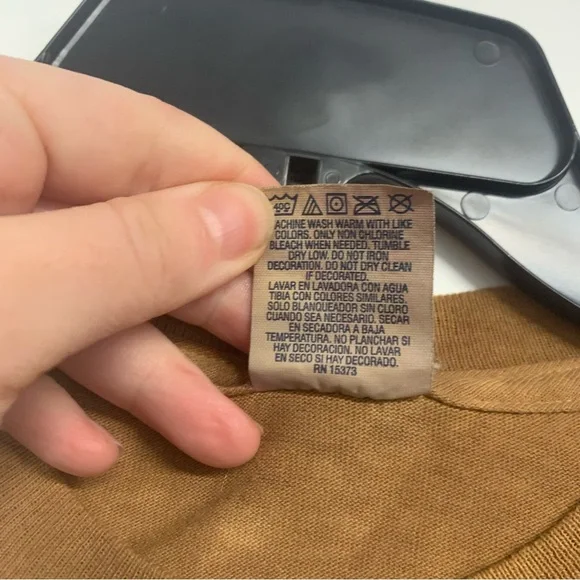 40C
ACHINE WASH WARM WITH LIKE
COLORS. ONLY NON CHLORINE
BLEACH WHEN NEEDED. TUMBLE
DRY LOW. DO NOT IRON
DECORATION. DO NOT DRY CLEAN
IF DECORATED.
LAVAR EN LAVADORA CON AGUA
TIBIA CON COLORES SIMILARES.
SOLO BLANQUEADOR SIN CLORO
CUANDO SEA NECESARIO. SECAR
EN SECADORA A BAJA
TEMPERATURA. NO PLANCHAR SI
HAY DECORACION. NO LAVAR
EN SECO SI HAY DECORADO.
RN 15373